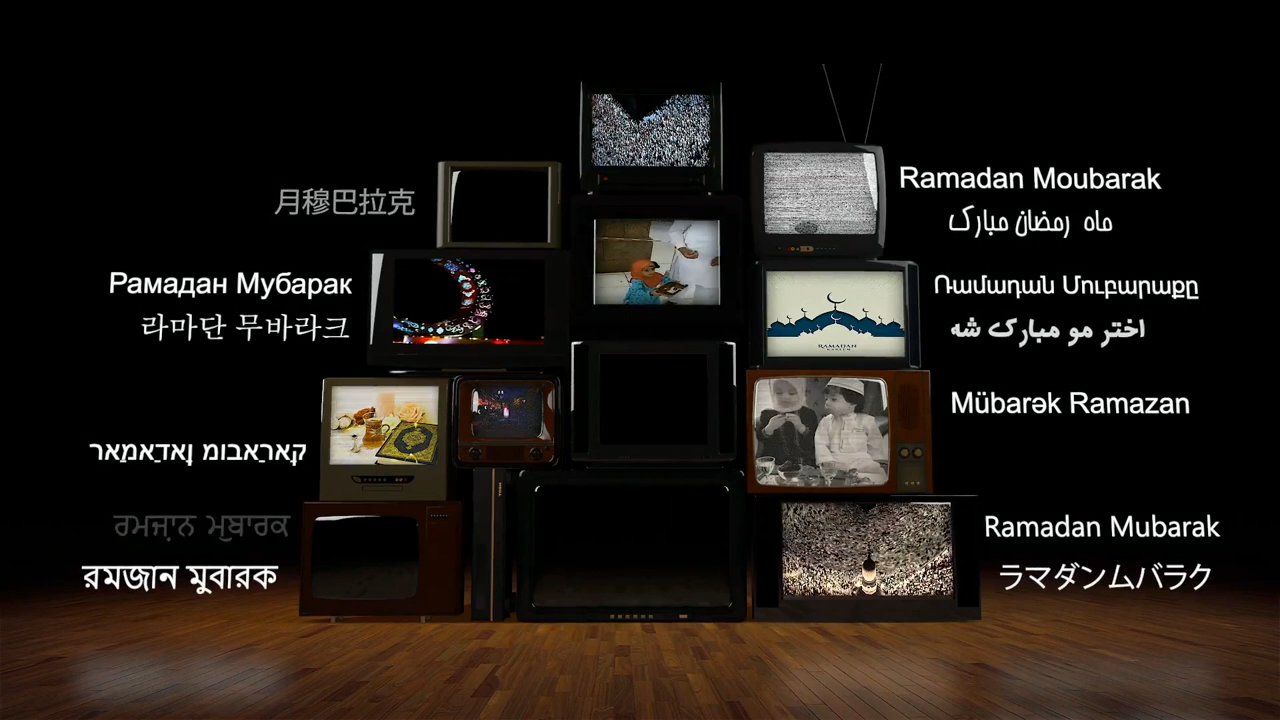 月穆巴拉克
Рамадан Мубарак
라마단 무바라크
קאַראַבומ ןאַדאַמאַר
ਰਮਜ਼ਾਨ ਮੁਬਾਰਕ
রমজান মুবারক
RAMADAN
Ramadan Moubarak
ماه رمضان مبارک
Ռամադան Մուբարաքը
اختر مو مبارک شه
Mübarək Ramazan
Ramadan Mubarak
ラマダンムバラク